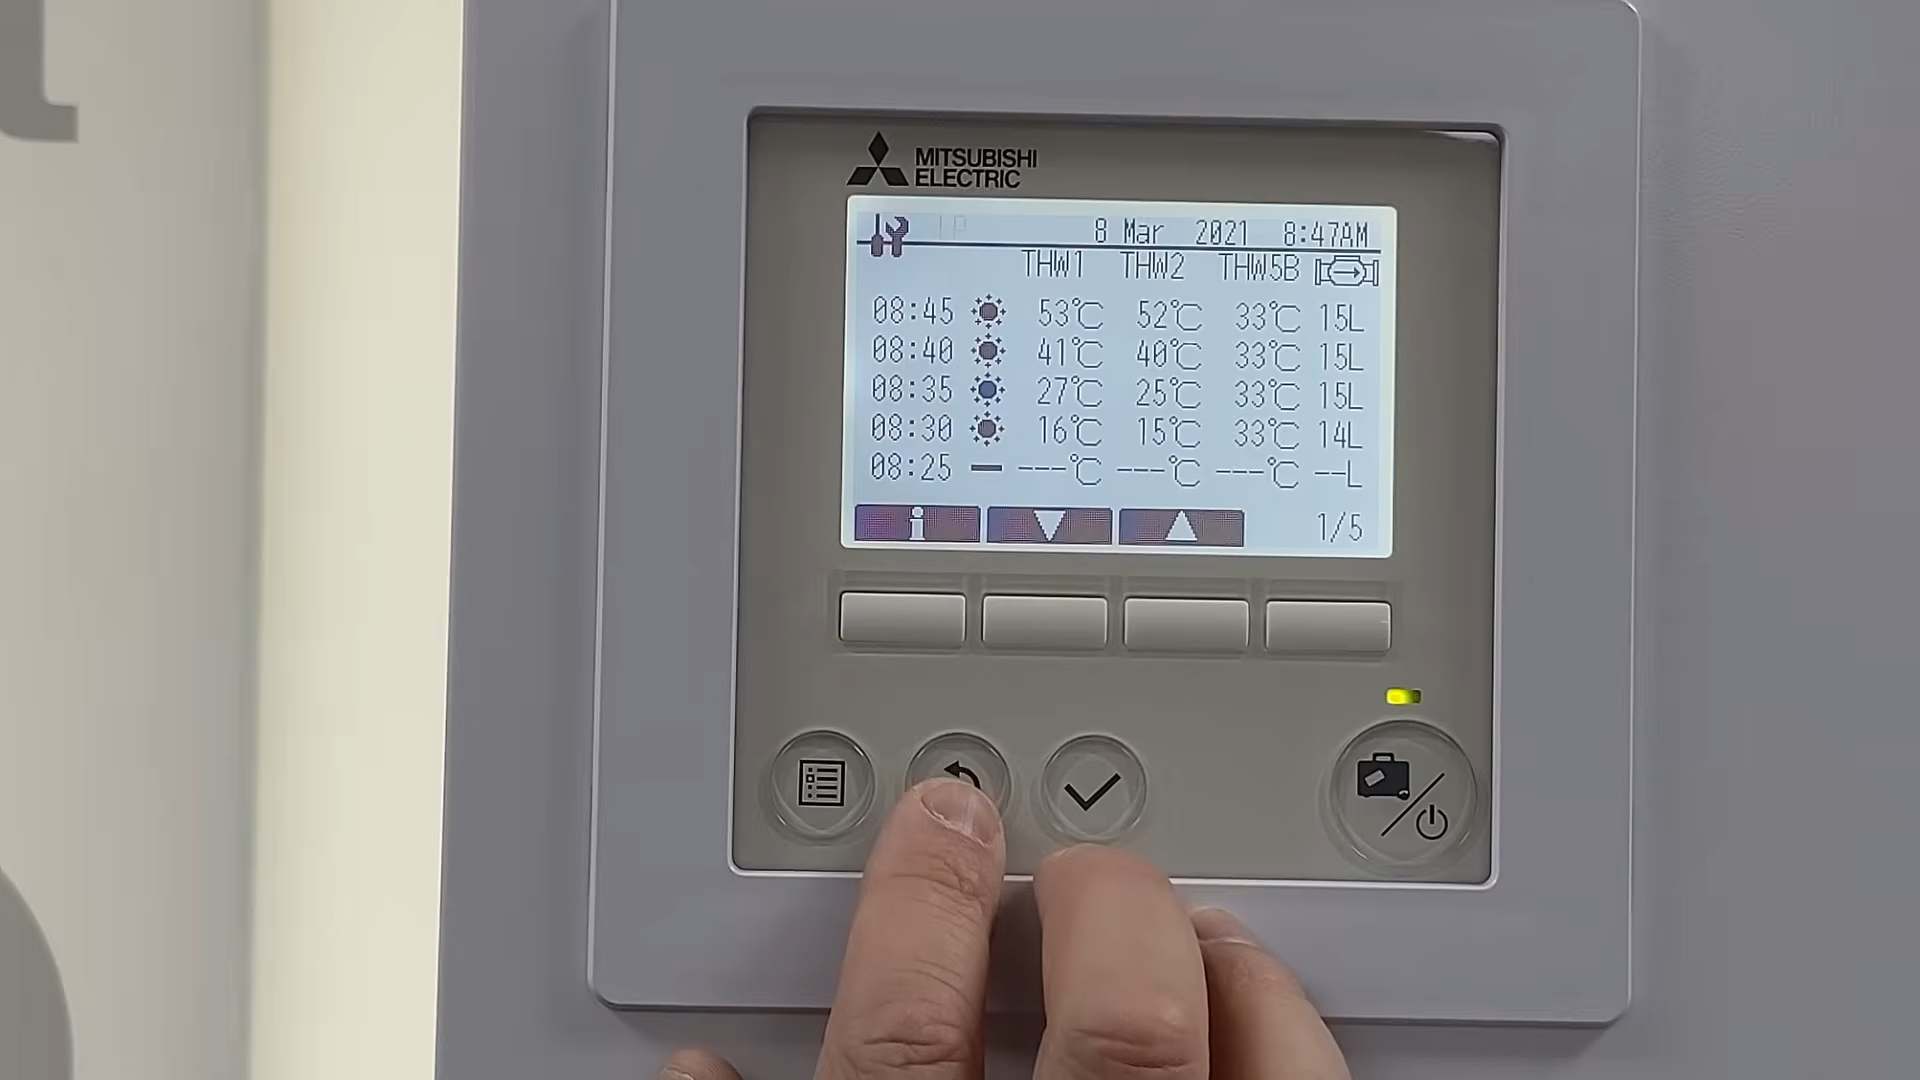 MITSUBISHI
ELECTRIC
8 Mar 2021 8:47AM
THW1 THW2 THW5B
08:45 53℃ 52℃ 33℃ 15L
08:40 41℃ 40℃ 33℃ 15L
08:35 27℃ 25℃ 33℃ 15L
08:30 16℃ 15℃ 33℃ 14L
08:25 ---℃ ---℃ ---℃ --L
i 1/5